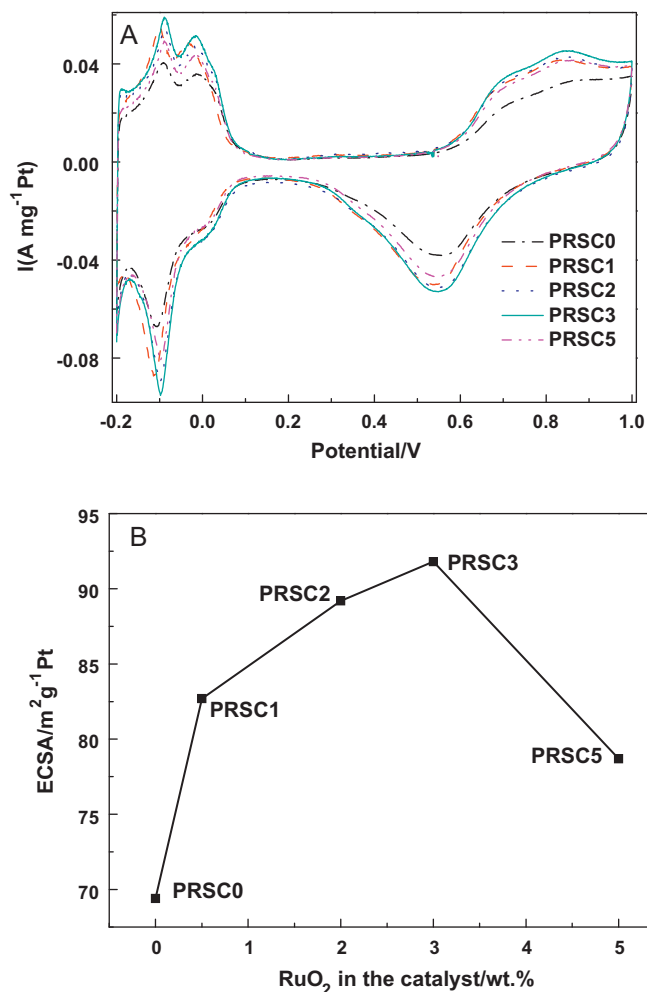 A
I(A mg⁻¹ Pt)
0.04
0.00
-0.04
-0.08
PRSC0
PRSC1
PRSC2
PRSC3
PRSC5
-0.2
0.0
0.2
0.4
0.6
0.8
1.0
Potential/V
B
ECSA/m²g⁻¹Pt
95
90
85
80
75
70
PRSC3
PRSC2
PRSC1
PRSC5
PRSC0
0
1
2
3
4
5
RuO₂ in the catalyst/wt.%